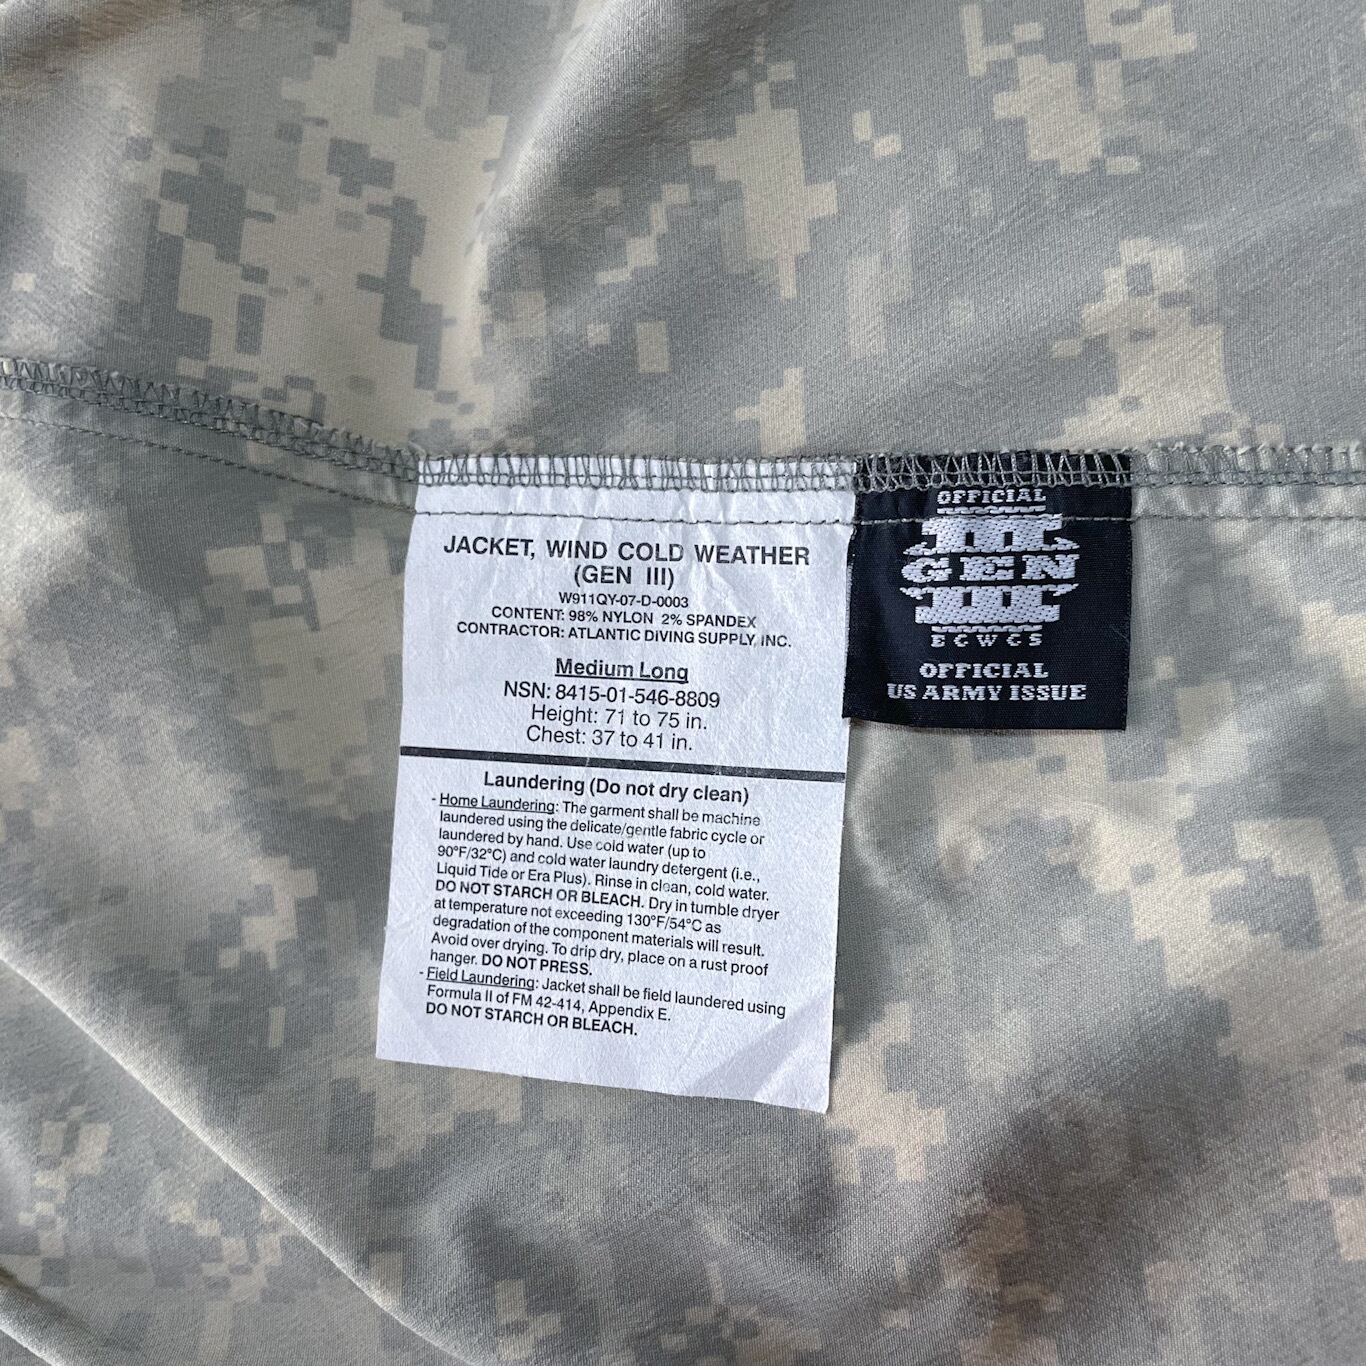 JACKET, WIND COLD WEATHER
(GEN III)
W911QY-07-D-0003
CONTENT: 98% NYLON 2% SPANDEX
CONTRACTOR: ATLANTIC DIVING SUPPLY, INC.
Medium Long
NSN: 8415-01-546-8809
Height: 71 to 75 in.
Chest: 37 to 41 in.
Laundering (Do not dry clean)
- Home Laundering: The garment shall be machine
laundered using the delicate/gentle fabric cycle or
laundered by hand. Use cold water (up to
90°F/32°C) and cold water laundry detergent (i.e.,
Liquid Tide or Era Plus). Rinse in clean, cold water.
DO NOT STARCH OR BLEACH. Dry in tumble dryer
at temperature not exceeding 130°F/54°C as
degradation of the component materials will result.
Avoid over drying. To drip dry, place on a rust proof
hanger. DO NOT PRESS.
- Field Laundering: Jacket shall be field laundered using
Formula II of FM 42-414, Appendix E.
DO NOT STARCH OR BLEACH.
OFFICIAL
III
GEN
III
ECWCS
OFFICIAL
US ARMY ISSUE